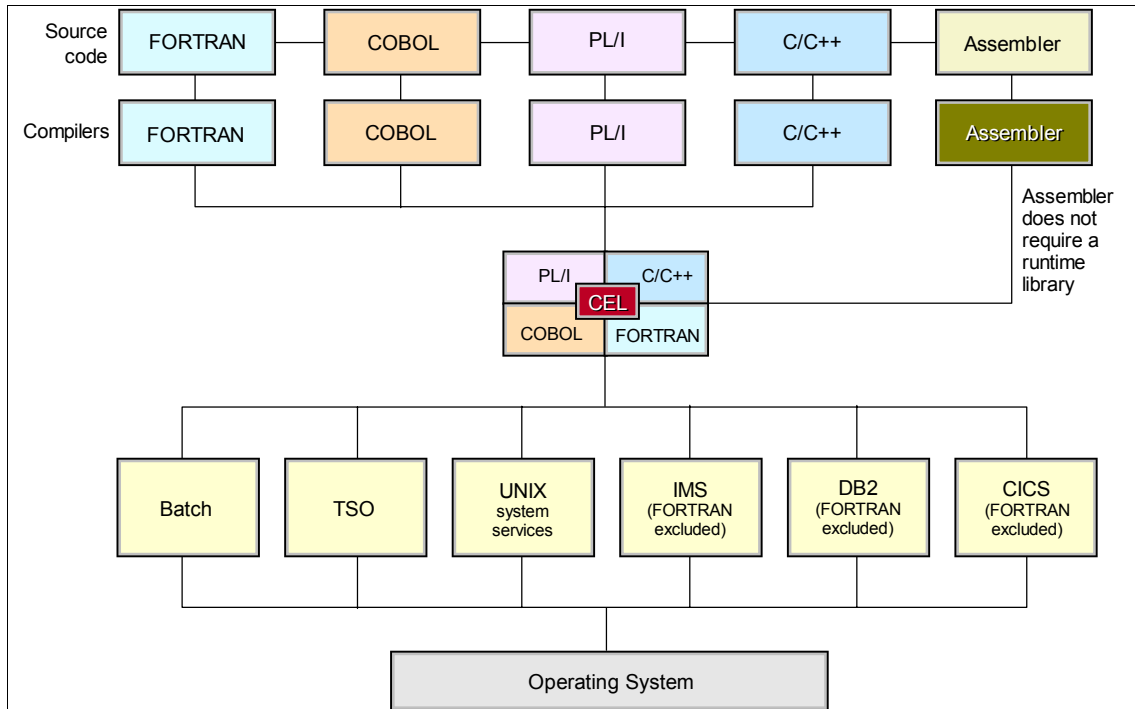 Source
code
FORTRAN
COBOL
PL/I
C/C++
Assembler
Compilers
FORTRAN
COBOL
PL/I
C/C++
Assembler
Assembler
does not
require a
runtime
library
PL/I
C/C++
CEL
COBOL
FORTRAN
Batch
TSO
UNIX
system
services
IMS
(FORTRAN
excluded)
DB2
(FORTRAN
excluded)
CICS
(FORTRAN
excluded)
Operating System